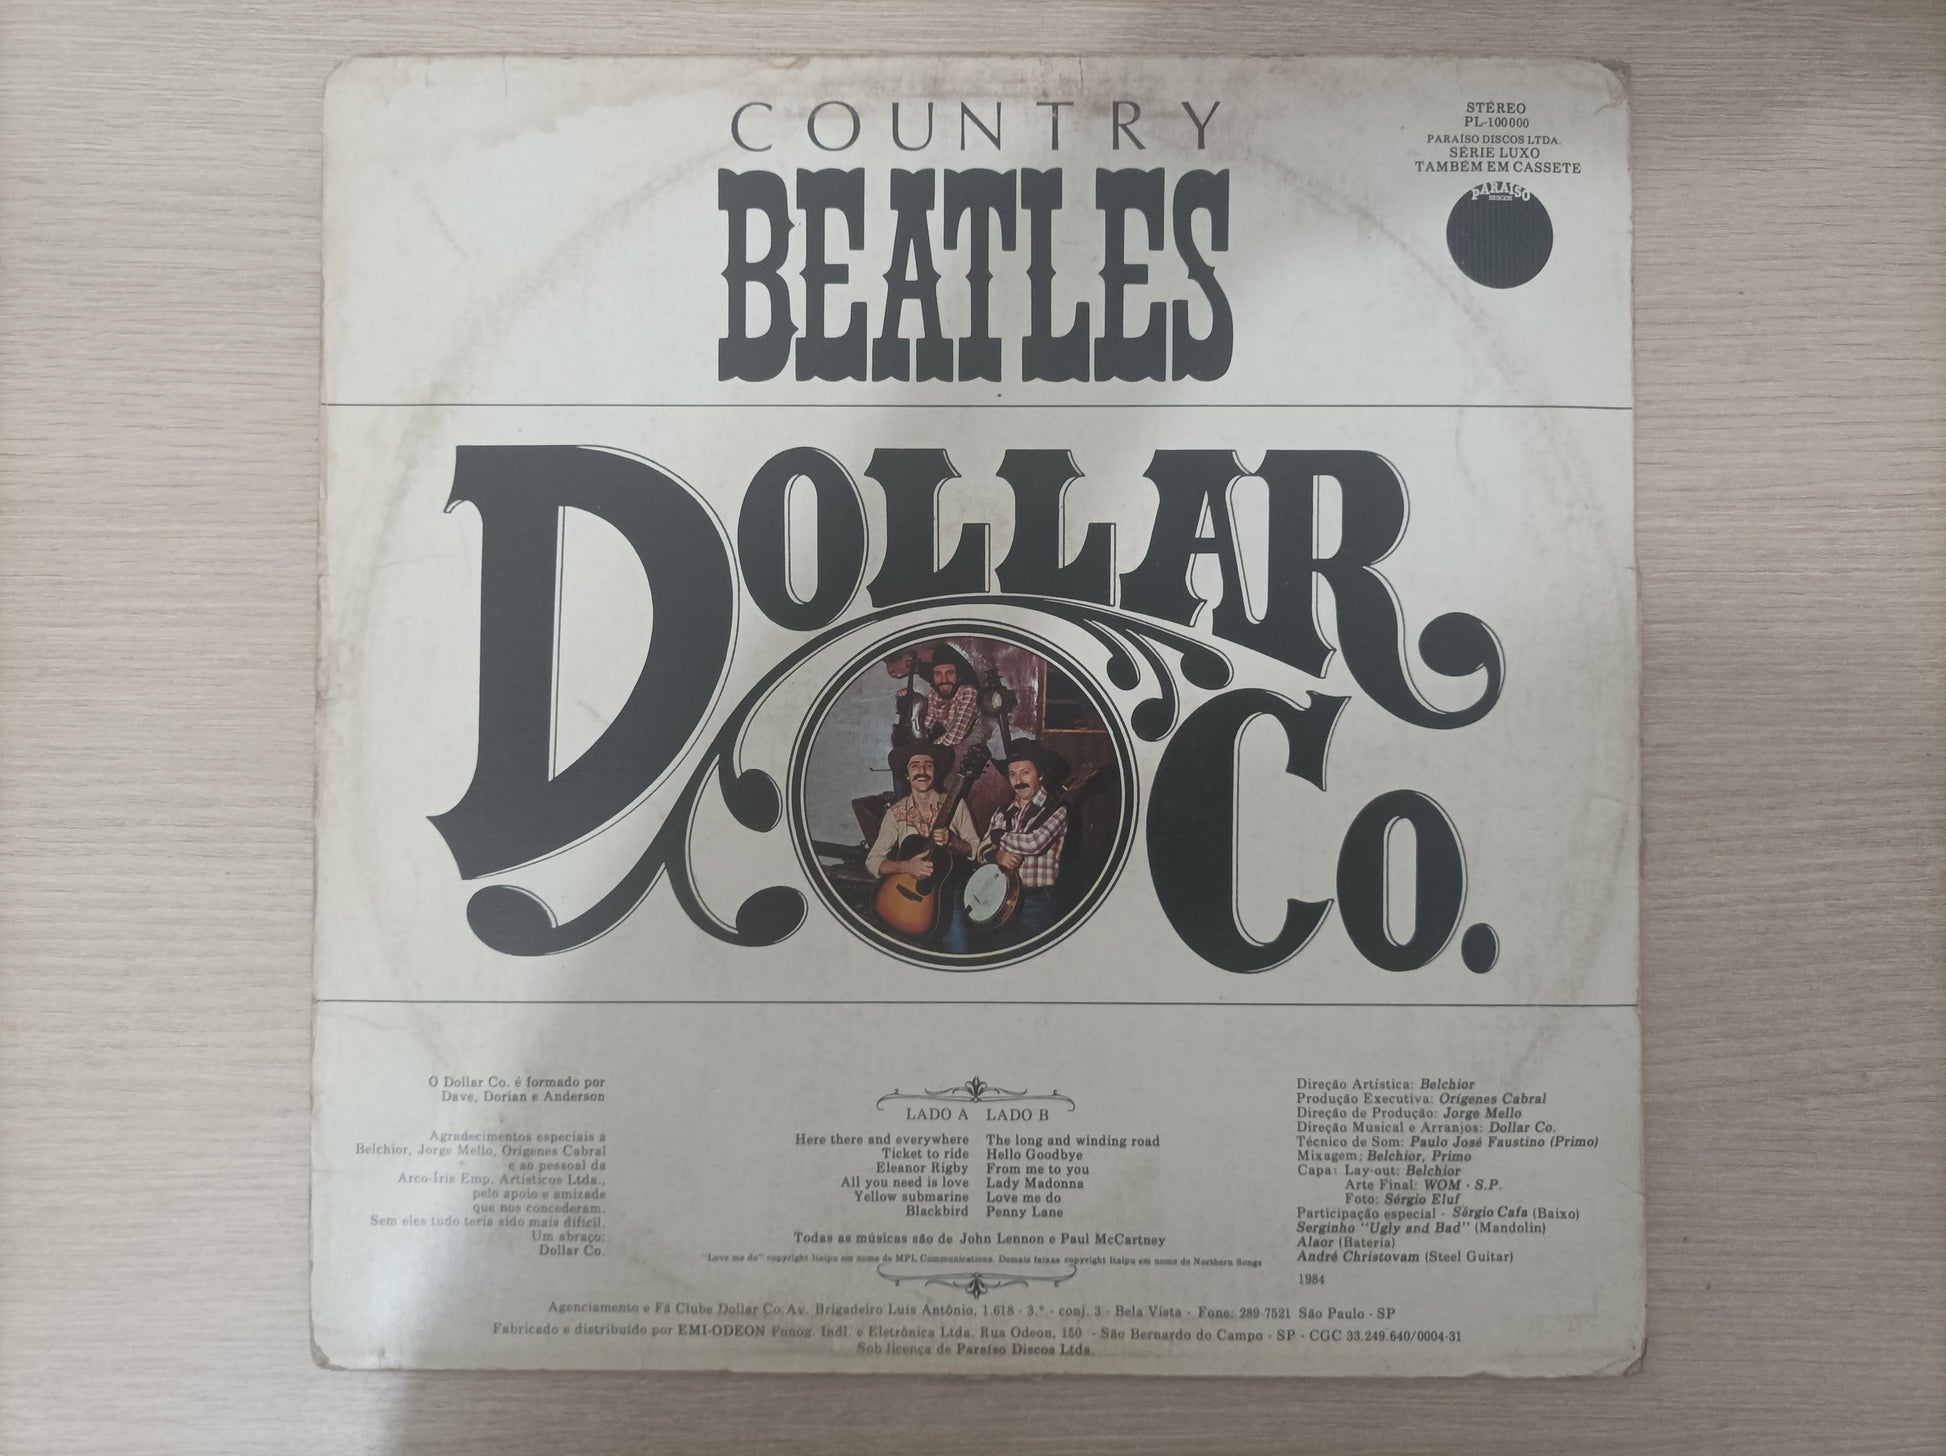 COUNTRY
BEATLES
STÉREO
PL-100000
PARAÍSO DISCOS LTDA.
SÉRIE LUXO
TAMBÉM EM CASSETE
PARAISO
DISCOS
DOLLAR
Co.
O Dollar Co. é formado por
Dave, Dorian e Anderson
Agradecimentos especiais a
Belchior, Jorge Mello, Orígenes Cabral
e ao pessoal da
Arco-Íris Emp. Artísticos Ltda.,
pelo apoio e amizade
que nos concederam.
Sem eles tudo teria sido mais difícil.
Um abraço.
Dollar Co.
LADO A LADO B
Here there and everywhere The long and winding road
Ticket to ride Hello Goodbye
Eleanor Rigby From me to you
All you need is love Lady Madonna
Yellow submarine Love me do
Blackbird Penny Lane
Todas as músicas são de John Lennon e Paul McCartney
"Love me do" copyright Itaipu em nome de MPL Communications. Demais faixas copyright Itaipu em nome de Northern Songs
Direção Artística: Belchior
Produção Executiva: Orígenes Cabral
Direção de Produção: Jorge Mello
Direção Musical e Arranjos: Dollar Co.
Técnico de Som: Paulo José Faustino (Primo)
Mixagem: Belchior, Primo
Capa: Lay-out: Belchior
Arte Final: WOM - S.P.
Foto: Sérgio Eluf
Participação especial - Sérgio Cafa (Baixo)
Serginho "Ugly and Bad" (Mandolin)
Alaor (Bateria)
André Christovam (Steel Guitar)
1984
Agenciamento e Fã Clube Dollar Co. Av. Brigadeiro Luís Antônio, 1.618 - 3.° - conj. 3 - Bela Vista - Fone: 289-7521 São Paulo - SP
Fabricado e distribuído por EMI-ODEON Fonog. Indl. e Eletrônica Ltda. Rua Odeon, 150 - São Bernardo do Campo - SP - CGC 33.249.640/0004-31
Sob licença de Paraíso Discos Ltda.